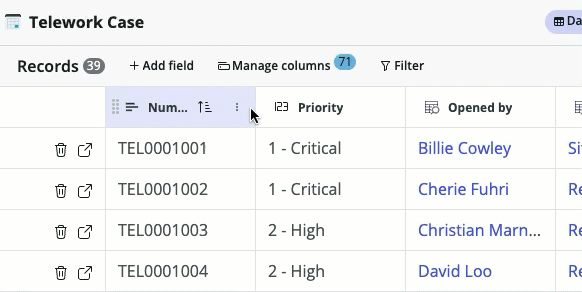 Telework Case
Da
Records 39 + Add field Manage columns 71 Filter
Num... 123 Priority Opened by
TEL0001001 1 - Critical Billie Cowley Si
TEL0001002 1 - Critical Cherie Fuhri Re
TEL0001003 2 - High Christian Marn... Re
TEL0001004 2 - High David Loo Re